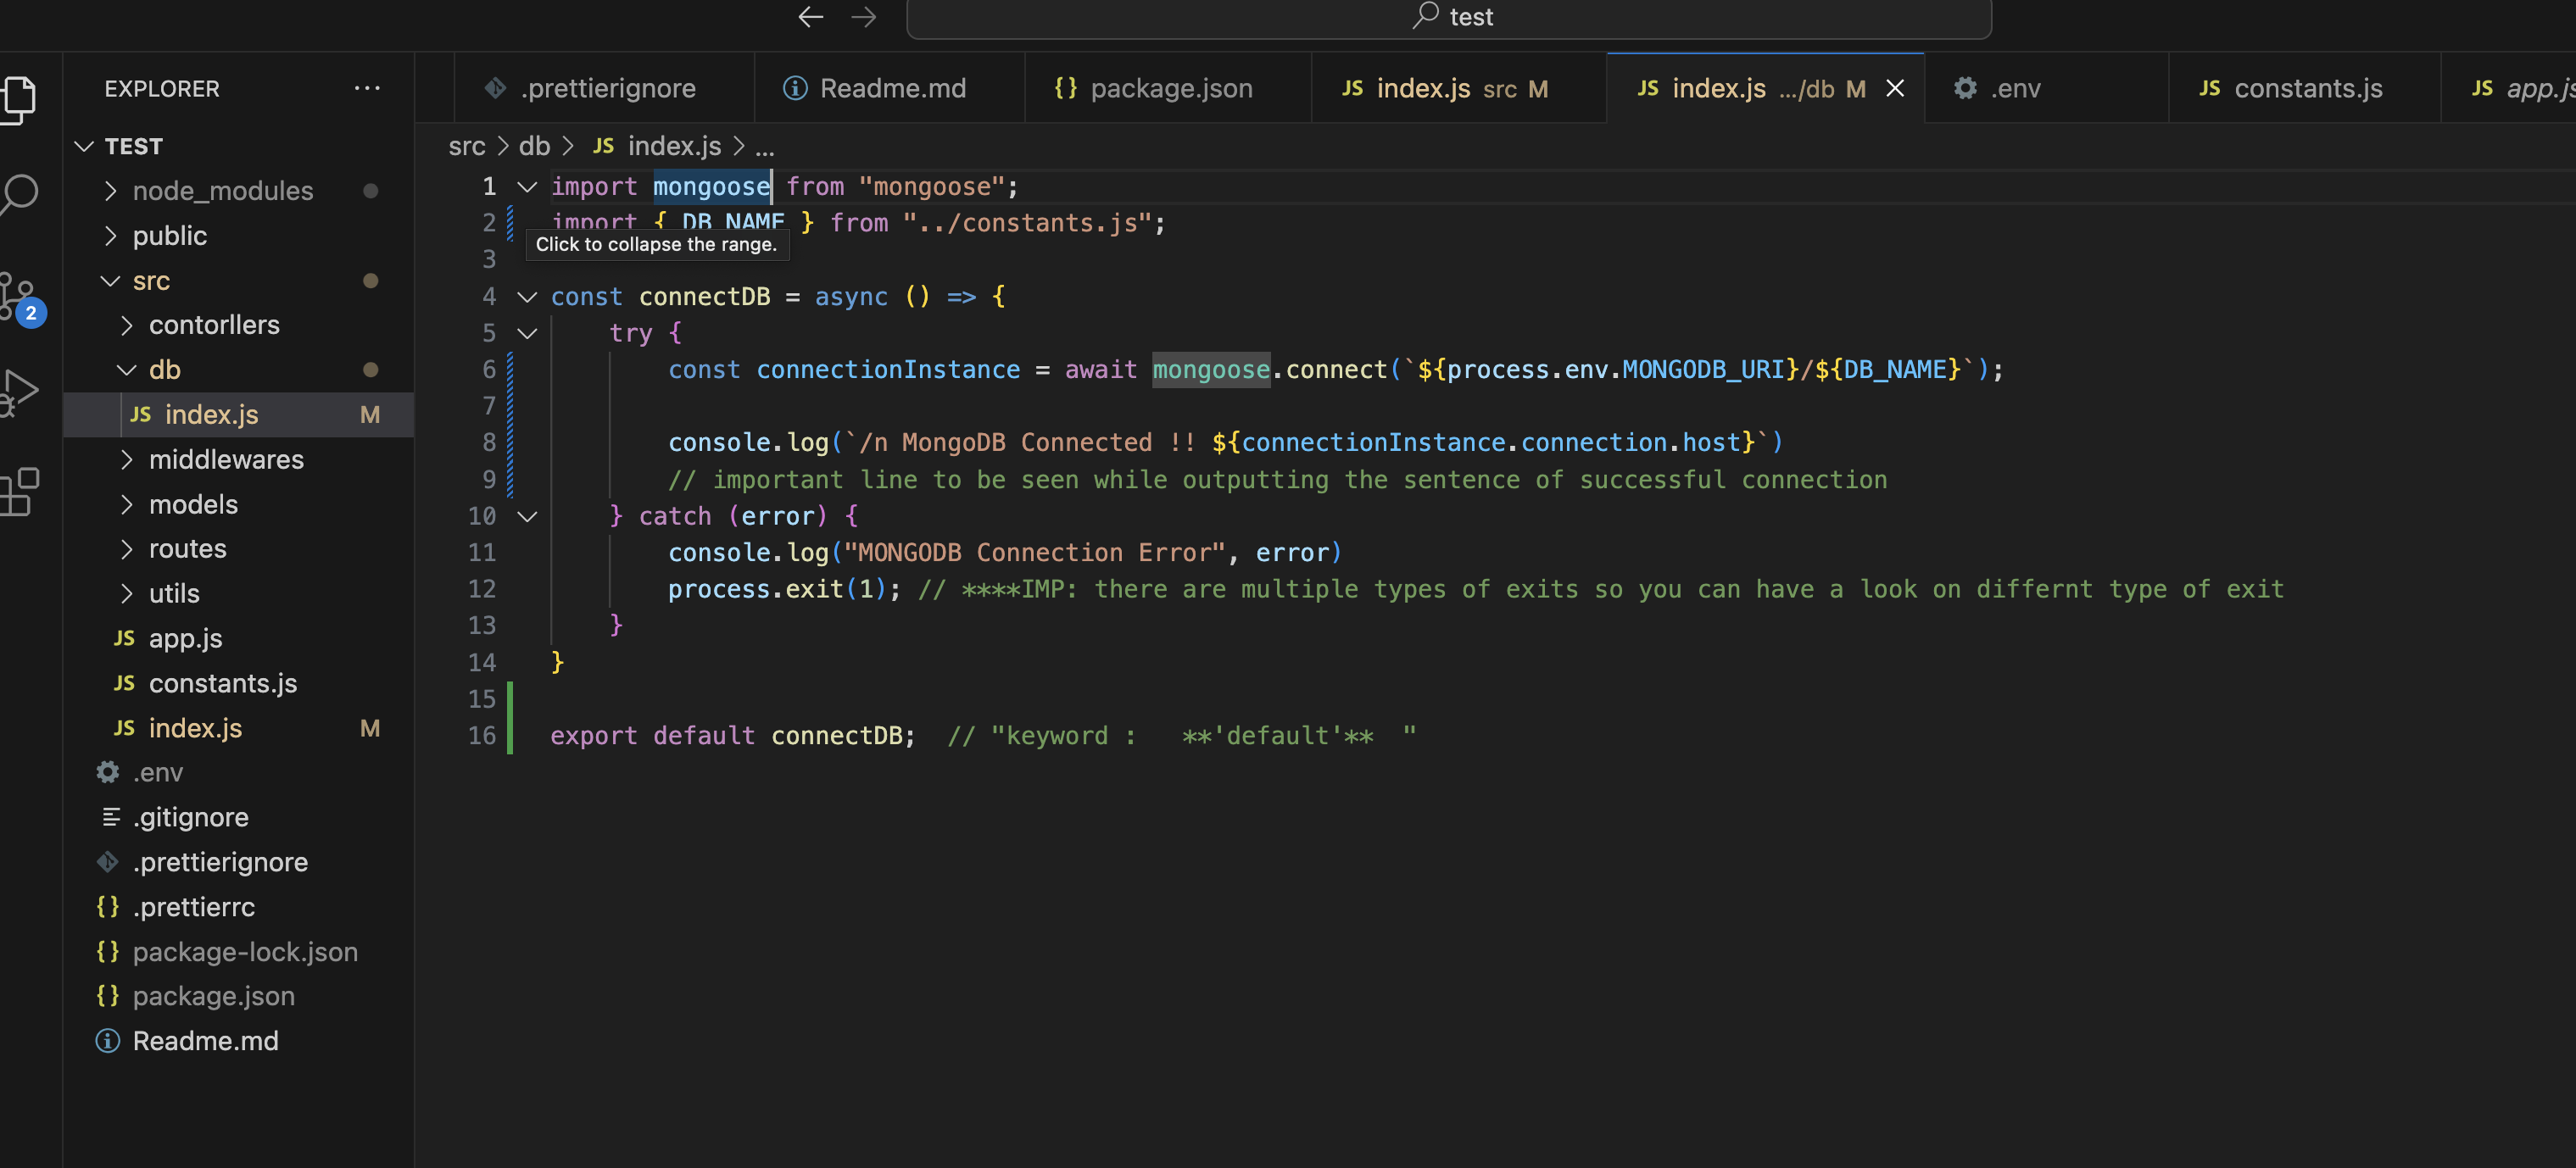 test
EXPLORER ...
.prettierignore
Readme.md
{} package.json
JS index.js src M
JS index.js .../db M
.env
JS constants.js
JS
TEST
node_modules
public
src
contorllers
db
JS index.js M
middlewares
models
routes
utils
JS app.js
JS constants.js
JS index.js M
.env
.gitignore
.prettierignore
{} .prettierrc
{} package-lock.json
{} package.json
Readme.md
2
src > db > JS index.js > ...
1 import mongoose from "mongoose";
2 import { DB_NAME } from "../constants.js";
Click to collapse the range.
3
4 const connectDB = async () => {
5 try {
6 const connectionInstance = await mongoose.connect(`${process.env.MONGODB_URI}/${DB_NAME}`);
7
8 console.log(`/n MongoDB Connected !! ${connectionInstance.connection.host}`)
9 // important line to be seen while outputting the sentence of successful connection
10 } catch (error) {
11 console.log("MONGODB Connection Error", error)
12 process.exit(1); // ****IMP: there are multiple types of exits so you can have a look on differnt type of exit
13 }
14 }
15
16 export default connectDB; // "keyword : **'default'** "